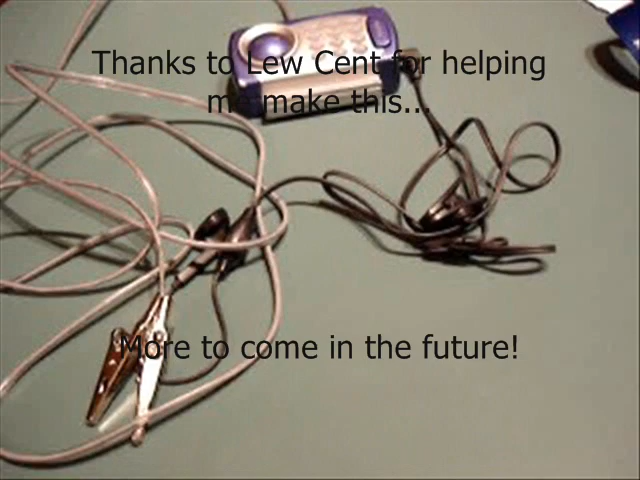 Thanks to Lew Cent for helping
me make this...
More to come in the future!